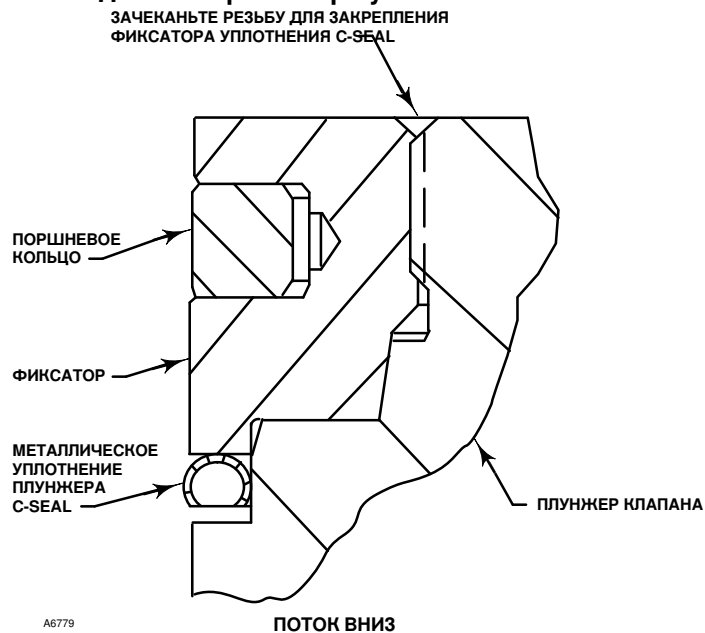 ЗАЧЕКАНЬТЕ РЕЗЬБУ ДЛЯ ЗАКРЕПЛЕНИЯ
ФИКСАТОРА УПЛОТНЕНИЯ C-SEAL
ПОРШНЕВОЕ
КОЛЬЦО
ФИКСАТОР
МЕТАЛЛИЧЕСКОЕ
УПЛОТНЕНИЕ
ПЛУНЖЕРА
C-SEAL
ПЛУНЖЕР КЛАПАНА
A6779
ПОТОК ВНИЗ